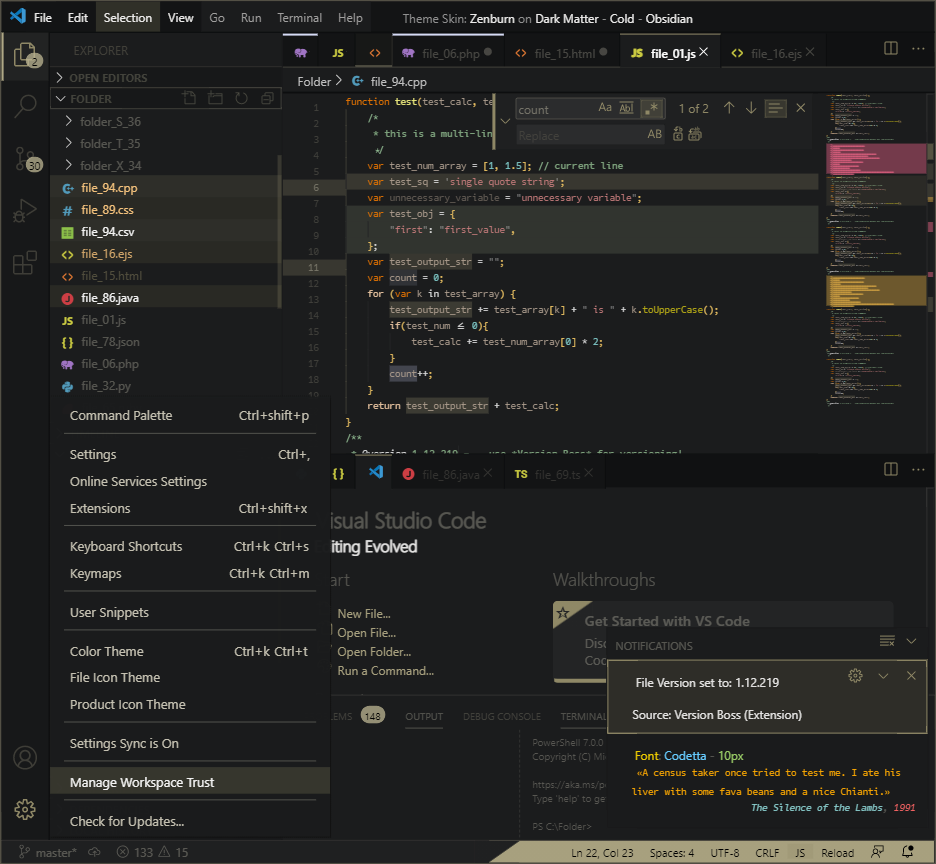 File Edit Selection View Go Run Terminal Help Theme Skin: Zenburn on Dark Matter - Cold - Obsidian
2
EXPLORER
JS <> file_06.php <> file_15.html JS file_01.js <> file_16.ejs
OPEN EDITORS
Folder > file_94.cpp
FOLDER
folder_S_36
folder_T_35
folder_X_34
file_94.cpp
# file_89.css
file_94.csv
<> file_16.ejs
<> file_15.html
J file_86.java
JS file_01.js
{ } file_78.json
file_06.php
file_32.py
30
count Aa Abl .* 1 of 2
Replace AB
1 function test(test_calc, te
2 /*
3 * this is a multi-lin
4 */
5 var test_num_array = [1, 1.5]; // current line
6 var test_sq = 'single quote string';
7 var unnecessary_variable = "unnecessary variable";
8 var test_obj = {
9 "first": "first_value",
10 };
11 var test_output_str = "";
12 var count = 0;
13 for (var k in test_array) {
14 test_output_str += test_array[k] + " is " + k.toUpperCase();
15 if(test_num ≤ 0){
16 test_calc += test_num_array[0] * 2;
17 }
18 count++;
19 }
return test_output_str + test_calc;
}
/**
Command Palette Ctrl+shift+p
Settings Ctrl+,
Online Services Settings
Extensions Ctrl+shift+x
Keyboard Shortcuts Ctrl+k Ctrl+s
Keymaps Ctrl+k Ctrl+m
User Snippets
Color Theme Ctrl+k Ctrl+t
File Icon Theme
Product Icon Theme
Settings Sync is On
Manage Workspace Trust
Check for Updates...
{ } J file_86.java TS file_69.ts
isual Studio Code
iting Evolved
art
New File...
Open File...
Open Folder...
Run a Command...
Walkthroughs
Get Started with VS Code
Disc
Coc
NOTIFICATIONS
File Version set to: 1.12.219
Source: Version Boss (Extension)
Font: Codetta - 10px
«A census taker once tried to test me. I ate his
liver with some fava beans and a nice Chianti.»
The Silence of the Lambs, 1991
LEMS 148 OUTPUT DEBUG CONSOLE TERMINAL
PowerShell 7.0.0
Copyright (C) Mi
https://aka.ms/p
Type 'help' to ge
PS C:\Folder>
master* 133 15 Ln 22, Col 23 Spaces: 4 UTF-8 CRLF JS Reload